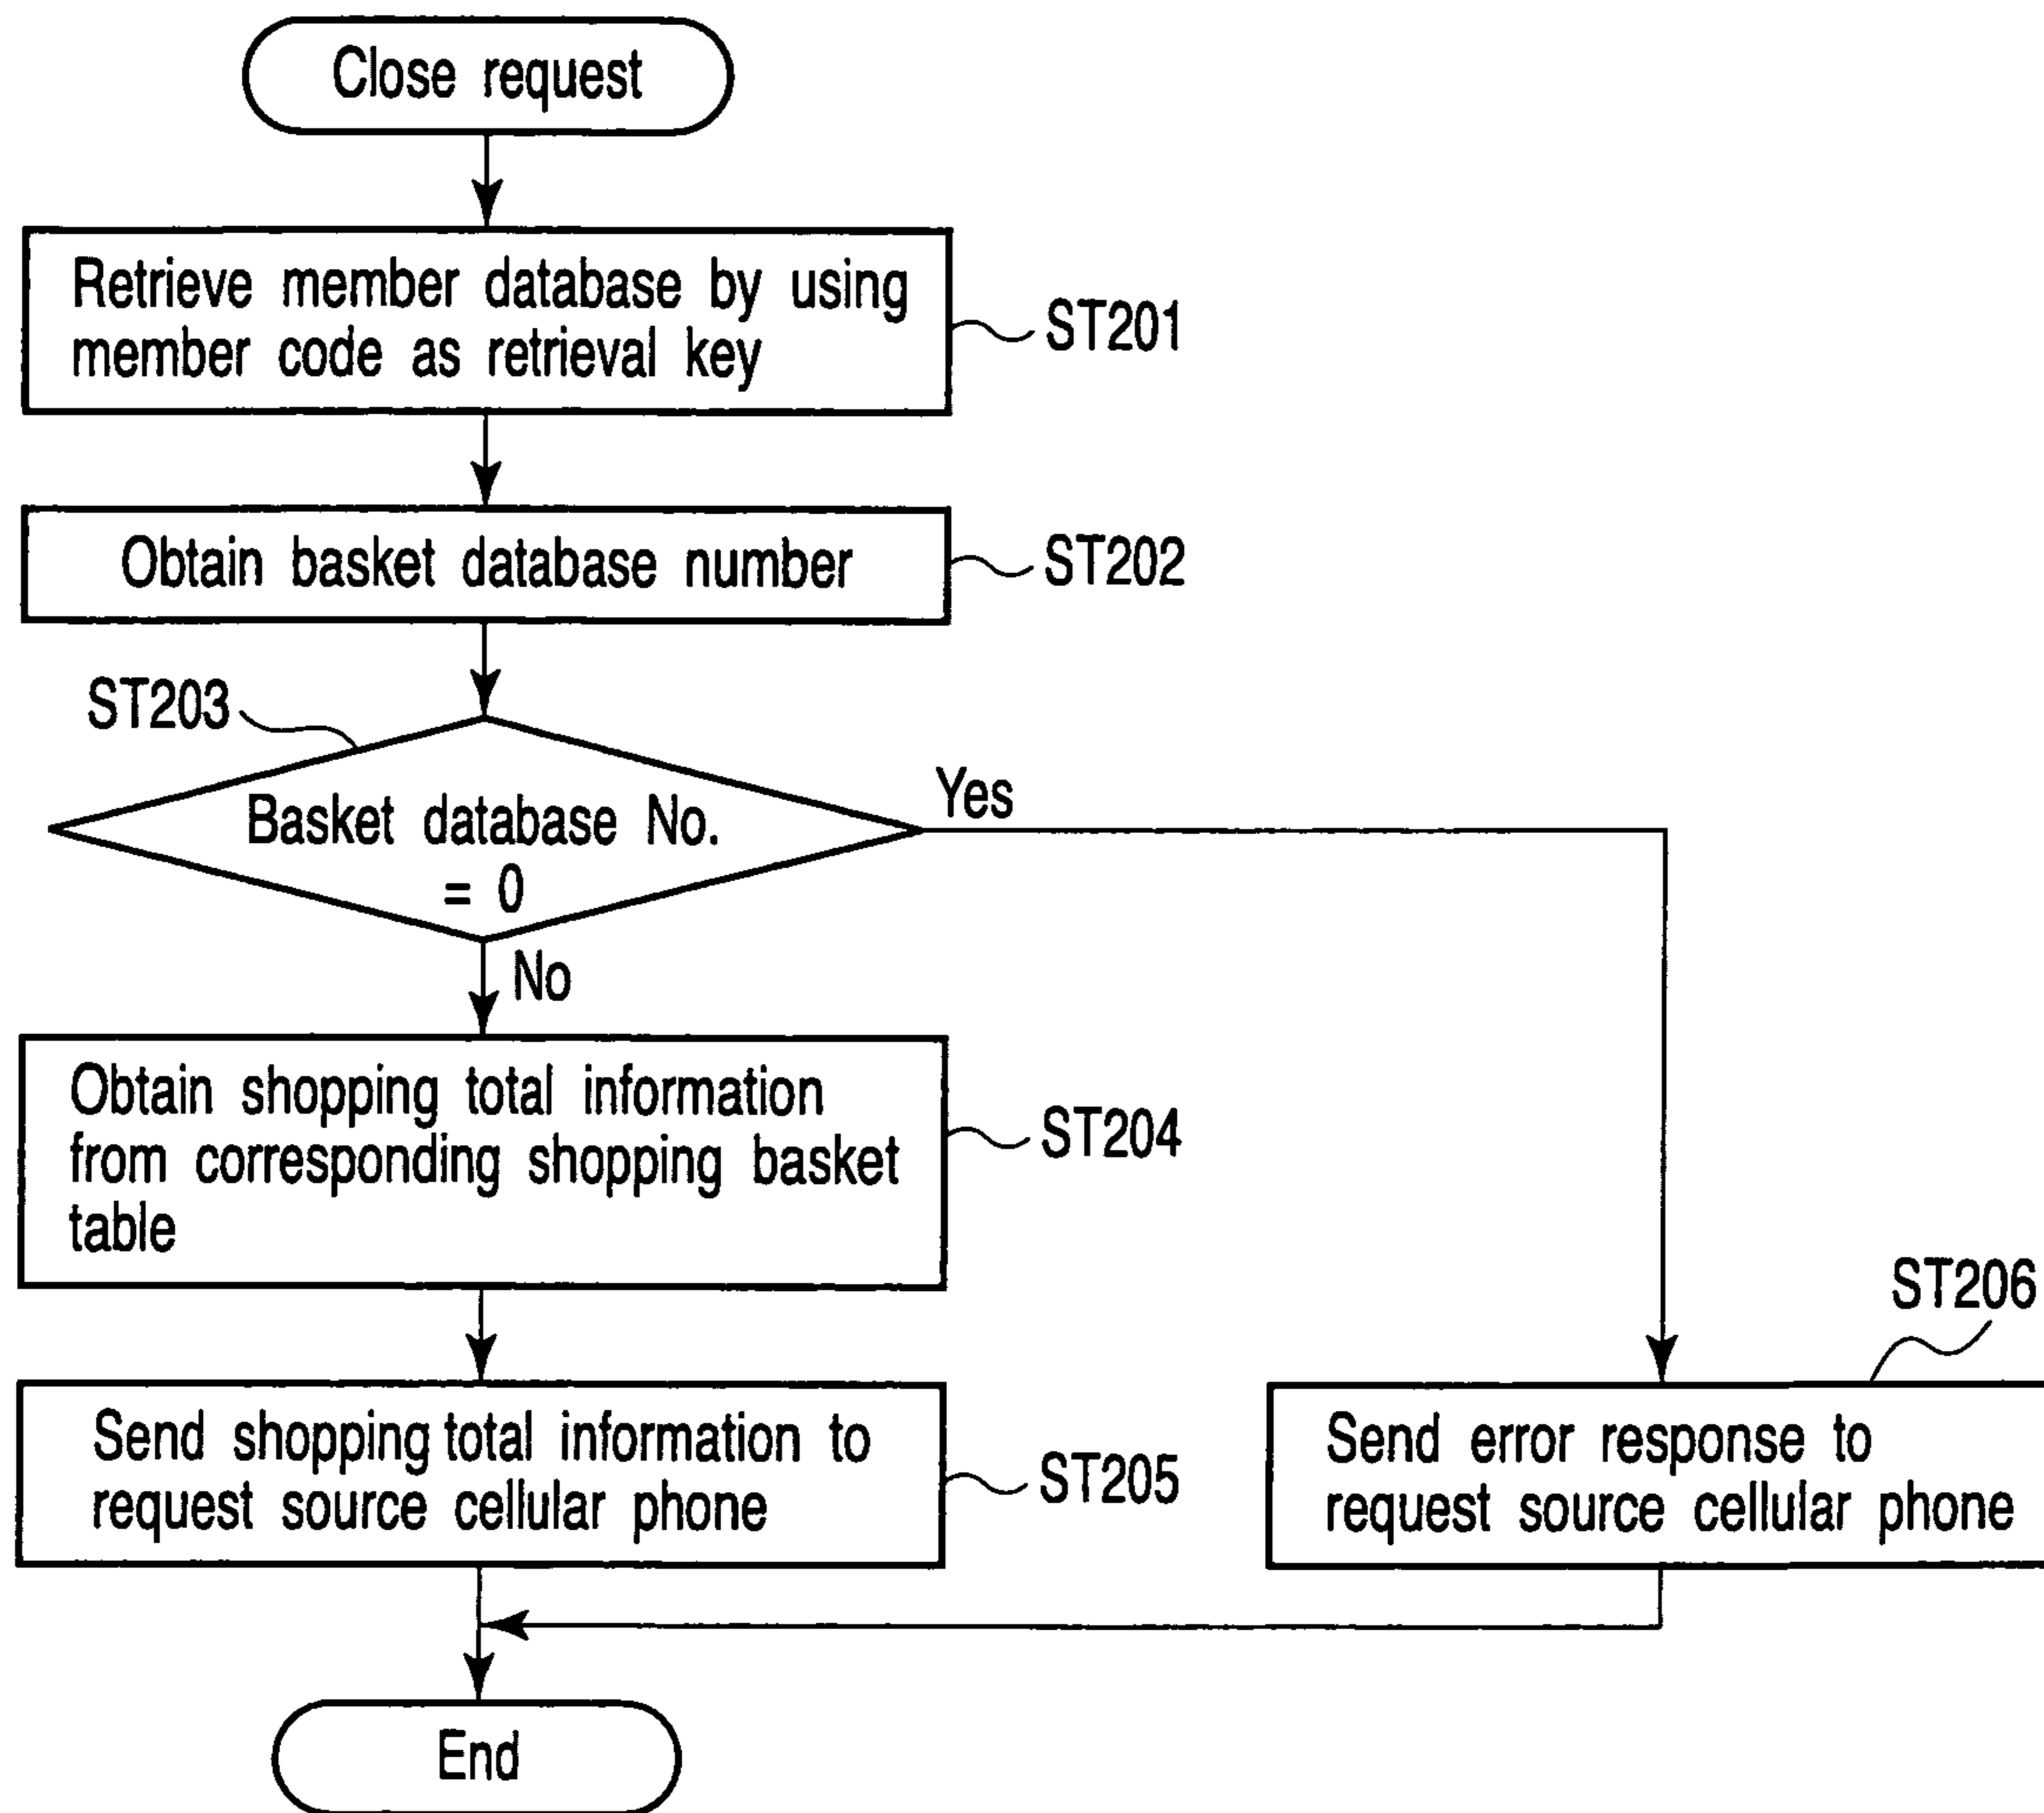 Close request
Retrieve member database by using
member code as retrieval key
ST201
Obtain basket database number
ST202
ST203
Basket database No.
= 0
Yes
No
Obtain shopping total information
from corresponding shopping basket
table
ST204
Send shopping total information to
request source cellular phone
ST205
ST206
Send error response to
request source cellular phone
End